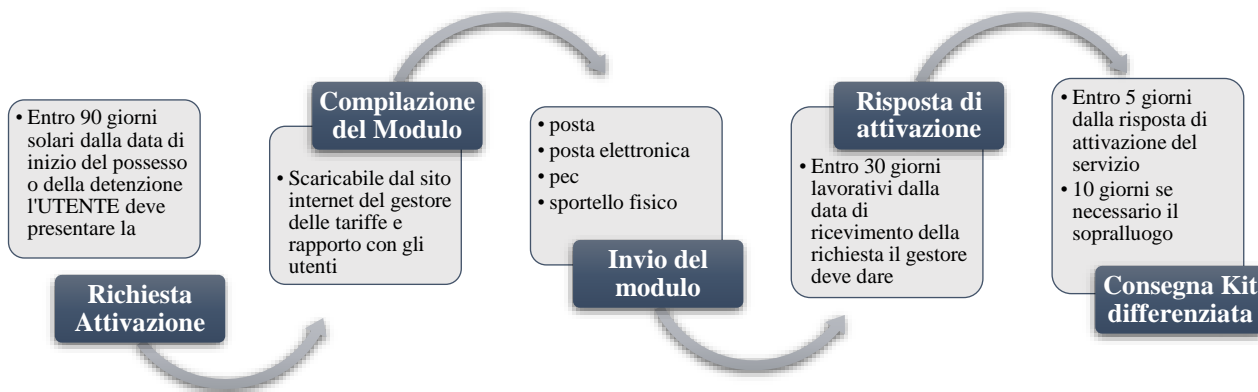 • Entro 90 giorni
solari dalla data di
inizio del possesso
o della detenzione
l'UTENTE deve
presentare la
Richiesta
Attivazione
Compilazione
del Modulo
• Scaricabile dal sito
internet del gestore
delle tariffe e
rapporto con gli
utenti
• posta
• posta elettronica
• pec
• sportello fisico
Invio del
modulo
Risposta di
attivazione
• Entro 30 giorni
lavorativi dalla
data di
ricevimento della
richiesta il gestore
deve dare
• Entro 5 giorni
dalla risposta di
attivazione del
servizio
• 10 giorni se
necessario il
sopralluogo
Consegna Kit
differenziata